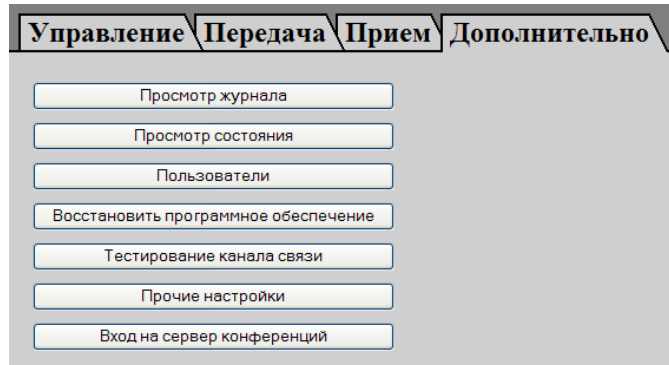 Управление Передача Прием Дополнительно
Просмотр журнала
Просмотр состояния
Пользователи
Восстановить программное обеспечение
Тестирование канала связи
Прочие настройки
Вход на сервер конференций